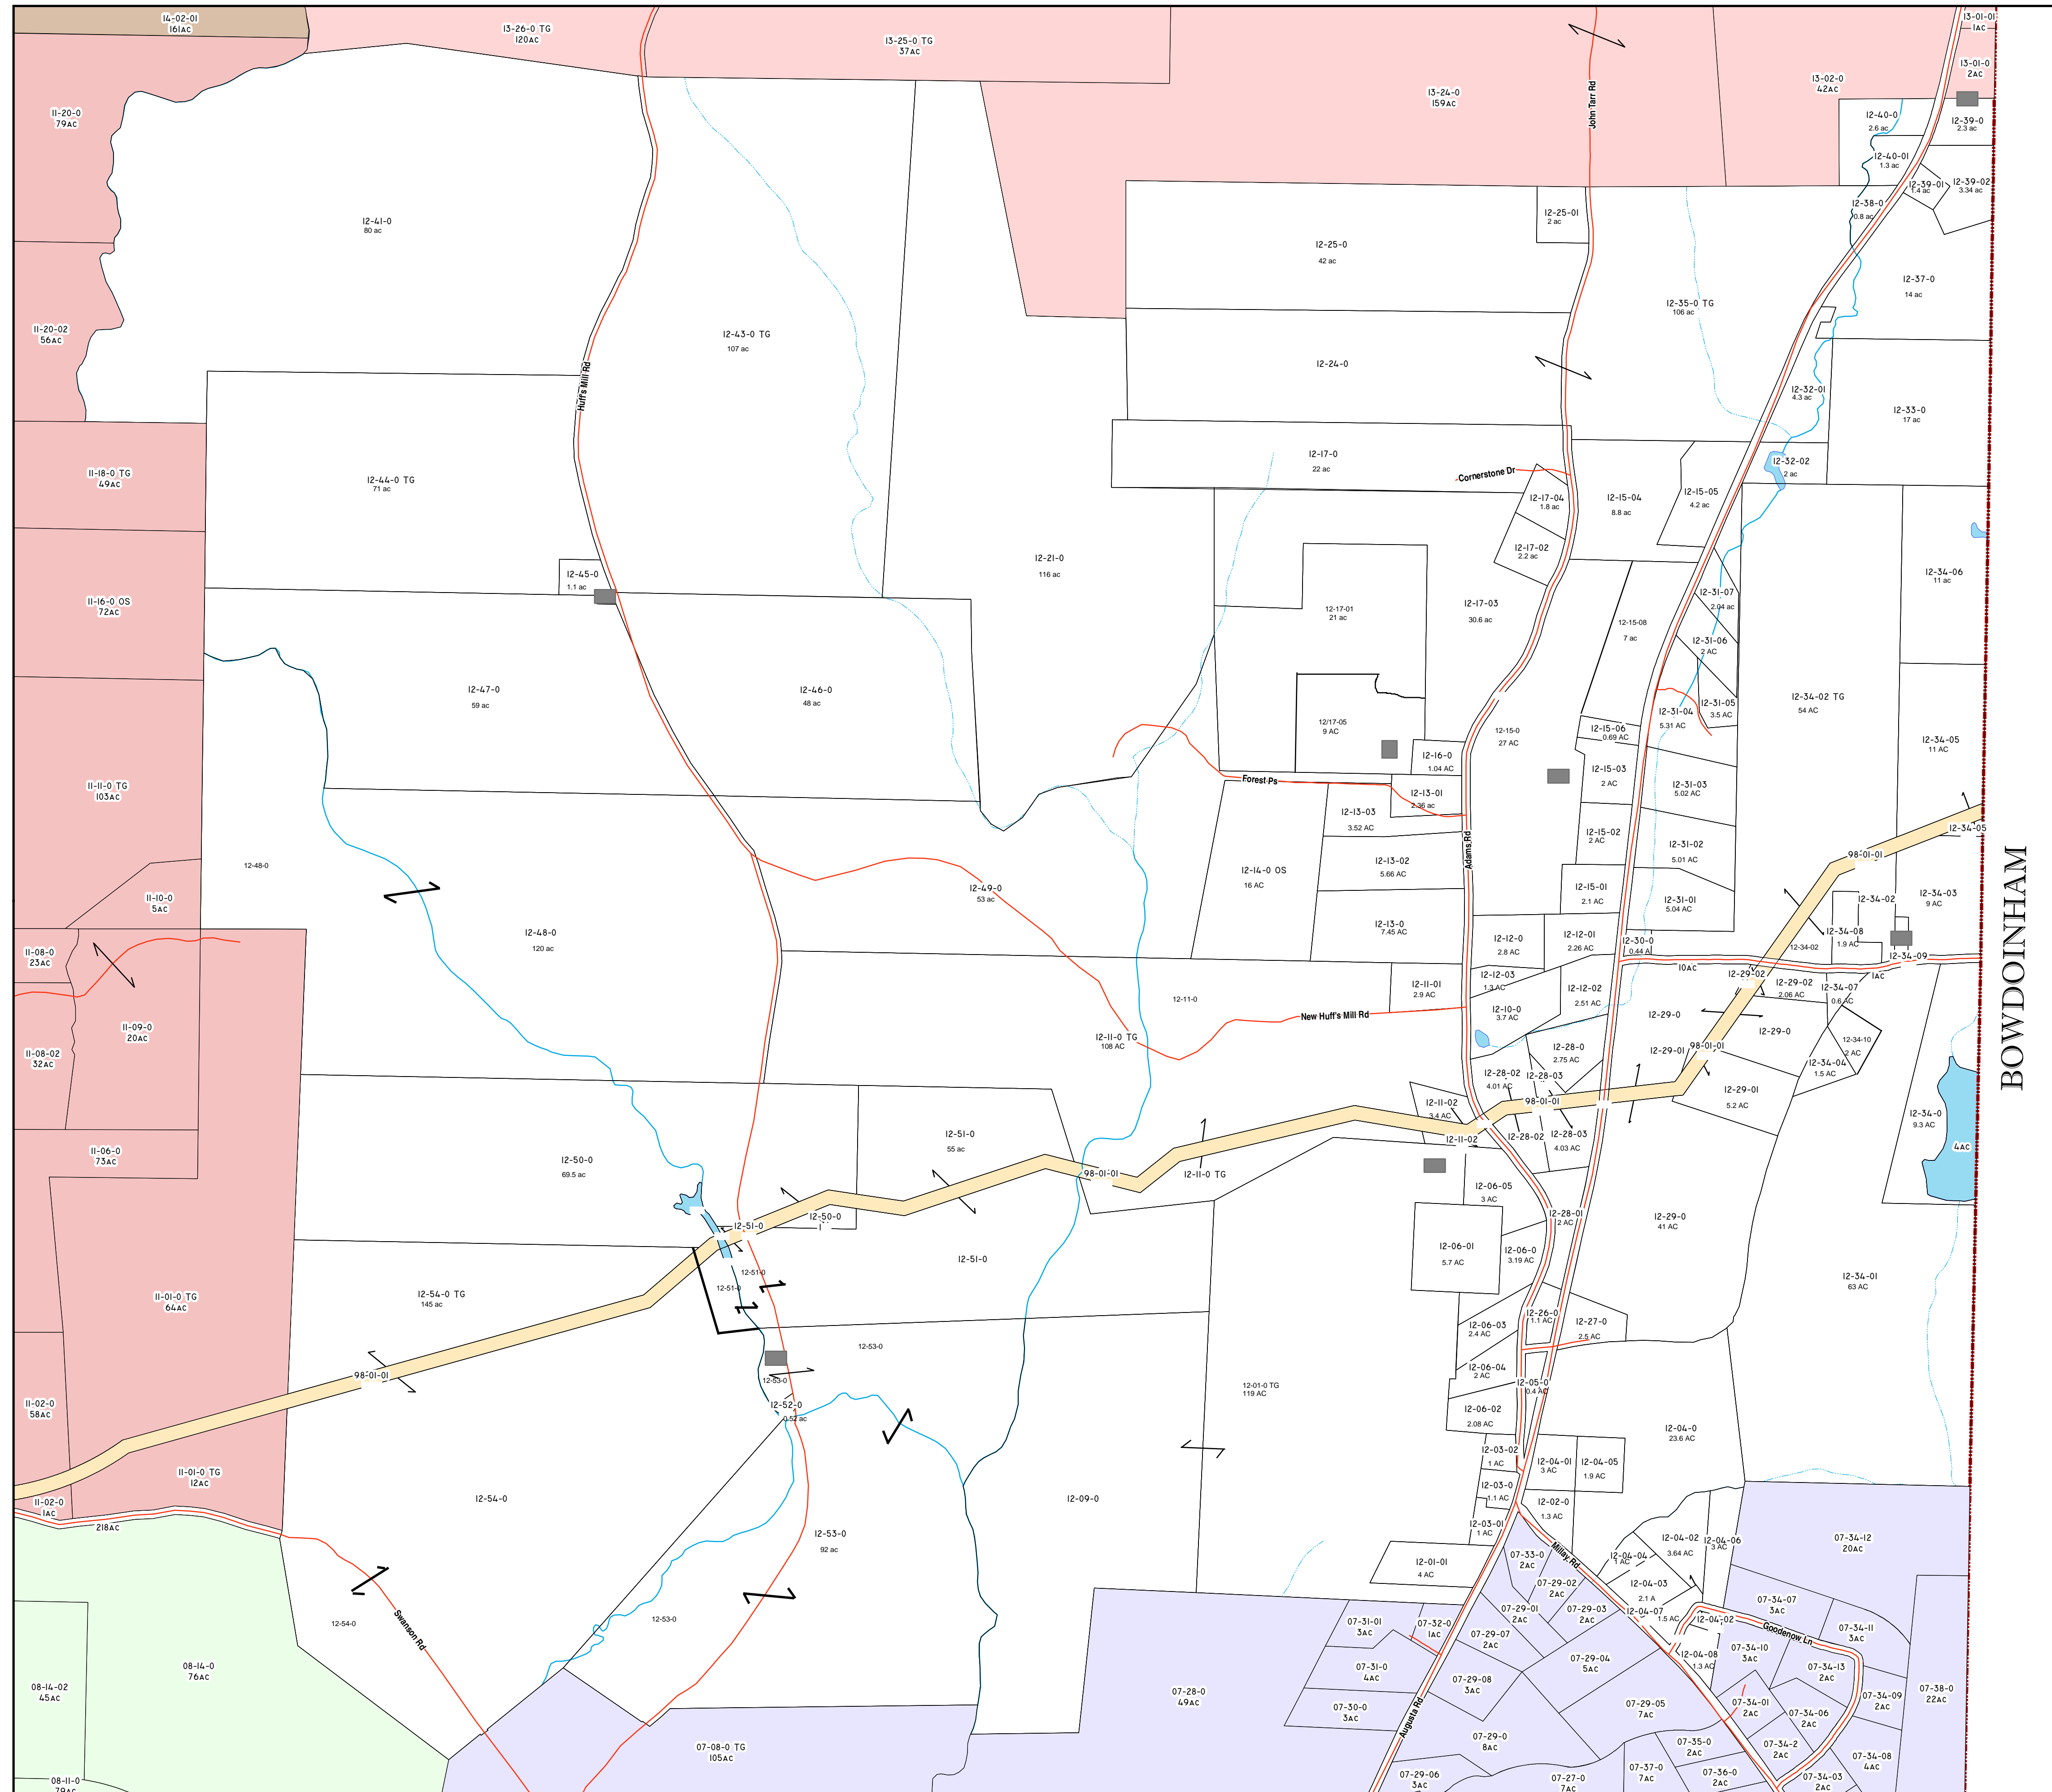 14-02-01
161AC
13-26-0 TG
120AC
13-25-0 TG
37AC
13-24-0
159AC
John Tarr Rd
13-02-0
42AC
13-01-01
1AC
13-01-0
2AC
11-20-0
79AC
12-40-0
2.6 ac
12-39-0
2.3 ac
12-40-01
1.3 ac
12-39-01
1.4 ac
12-39-02
3.34 ac
12-38-0
0.8 ac
12-41-0
80 ac
12-25-01
2 ac
12-25-0
42 ac
12-37-0
14 ac
12-35-0 TG
106 ac
11-20-02
56AC
12-43-0 TG
107 ac
12-24-0
Huff's Mill Rd
12-32-01
4.3 ac
12-33-0
17 ac
11-18-0 TG
49AC
12-44-0 TG
71 ac
12-17-0
22 ac
Cornerstone Dr
12-32-02
2 ac
12-17-04
1.8 ac
12-15-04
8.8 ac
12-15-05
4.2 ac
12-17-02
2.2 ac
12-21-0
116 ac
12-45-0
1.1 ac
12-34-06
11 ac
11-16-0 OS
72AC
12-17-01
21 ac
12-17-03
30.6 ac
12-31-07
2.04 ac
12-15-08
7 ac
12-31-06
2 AC
12-47-0
59 ac
12-46-0
48 ac
12-34-02 TG
54 AC
12-31-05
3.5 AC
12-31-04
5.31 AC
12/17-05
9 AC
12-15-0
27 AC
12-15-06
0.69 AC
12-34-05
11 AC
12-16-0
1.04 AC
12-15-03
2 AC
Forest Ps
11-11-0 TG
103AC
12-13-01
2.36 ac
12-31-03
5.02 AC
12-13-03
3.52 AC
12-34-05
12-15-02
2 AC
Adams Rd
12-31-02
5.01 AC
98-01-01
12-48-0
12-14-0 OS
16 AC
12-13-02
5.66 AC
12-49-0
53 ac
12-15-01
2.1 AC
12-31-01
5.04 AC
12-34-02
12-34-03
9 AC
BOWDOINHAM
11-10-0
5AC
12-13-0
7.45 AC
12-12-0
2.8 AC
12-12-01
2.26 AC
12-30-0
0.44 A
12-34-08
1.9 AC
12-34-02
12-48-0
120 ac
11-08-0
23AC
12-34-09
1AC
10AC
12-12-03
1.3 AC
12-29-02
12-29-02
2.06 AC
12-34-07
0.6 AC
12-11-01
2.9 AC
12-12-02
2.51 AC
12-11-0
12-10-0
3.7 AC
New Huff's Mill Rd
12-29-0
11-09-0
20AC
12-11-0 TG
108 AC
12-29-0
12-34-10
2 AC
11-08-02
32AC
12-28-0
2.75 AC
12-29-01
98-01-01
12-34-04
1.5 AC
12-28-02
4.01 AC
12-28-03
12-29-01
5.2 AC
12-11-02
3.4 AC
98-01-01
12-34-0
9.3 AC
12-51-0
55 ac
12-11-02
12-28-02
12-28-03
4.03 AC
4AC
11-06-0
73AC
12-50-0
69.5 ac
98-01-01
12-11-0 TG
12-06-05
3 AC
12-50-0
12-51-0
12-28-01
2 AC
12-29-0
41 AC
12-06-01
5.7 AC
12-06-0
3.19 AC
12-51-0
12-51-0
12-51-0
12-34-01
63 AC
12-54-0 TG
145 ac
11-01-0 TG
64AC
12-26-0
1.1 AC
12-27-0
2.5 AC
12-06-03
2.4 AC
12-53-0
98-01-01
12-06-04
2 AC
12-53-0
12-01-0 TG
119 AC
12-05-0
0.4 AC
11-02-0
58AC
12-52-0
0.52 ac
12-06-02
2.08 AC
12-04-0
23.6 AC
12-03-02
1 AC
12-04-01
3 AC
12-04-05
1.9 AC
11-01-0 TG
12AC
12-03-0
1.1 AC
12-54-0
12-09-0
12-02-0
1.3 AC
11-02-0
1AC
218AC
12-03-01
1 AC
12-53-0
92 ac
12-04-02
3.64 AC
12-04-06
3 AC
07-34-12
20AC
Millay Rd
12-01-01
4 AC
12-04-04
1 AC
07-33-0
2AC
12-04-03
2.1 A
07-29-02
2AC
07-34-07
3AC
12-54-0
Swanson Rd
12-53-0
07-31-01
3AC
07-32-0
1AC
07-29-01
2AC
07-29-03
2AC
12-04-07
1.5 AC
12-04-02
Goodenow Ln
07-34-11
3AC
07-29-07
2AC
07-34-10
3AC
08-14-0
76AC
07-31-0
4AC
07-29-04
5AC
12-04-08
1.3 AC
07-34-13
2AC
07-29-08
3AC
08-14-02
45AC
07-28-0
49AC
07-34-09
2AC
07-38-0
22AC
07-30-0
3AC
07-29-05
7AC
07-34-01
2AC
07-34-06
2AC
Augusta Rd
07-29-0
8AC
07-35-0
2AC
07-34-2
2AC
07-08-0 TG
105AC
07-34-08
4AC
07-29-06
3AC
07-27-0
7AC
07-37-0
7AC
07-36-0
2AC
07-34-03
2AC
08-11-0
79AC